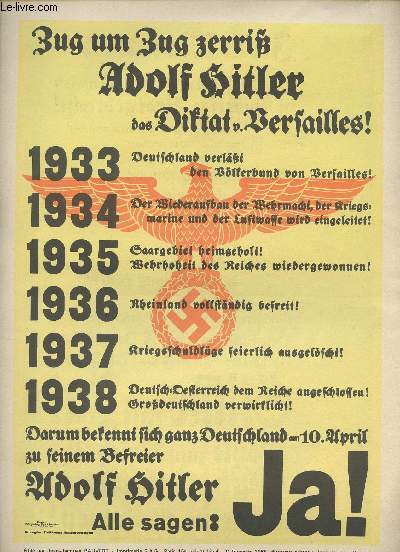 Le-livre.com
Zug um Zug zerriß
Adolf Hitler
das Diktat v. Versailles!
1933 Deutschland verläßt
den Völkerbund von Versailles!
1934 Der Wiederaufbau der Wehrmacht, der Kriegs-
marine und der Luftwaffe wird eingeleitet!
1935 Saargebiet heimgeholt!
Wehrhoheit des Reiches wiedergewonnen!
1936 Rheinland vollständig befreit!
1937 Kriegsschuldlüge feierlich ausgelöscht!
1938 Deutsch-Oesterreich dem Reiche angeschlossen!
Großdeutschland verwirklicht!
Darum bekennt sich ganz Deutschland am 10. April
zu seinem Befreier
Adolf Hitler
Alle sagen: Ja!